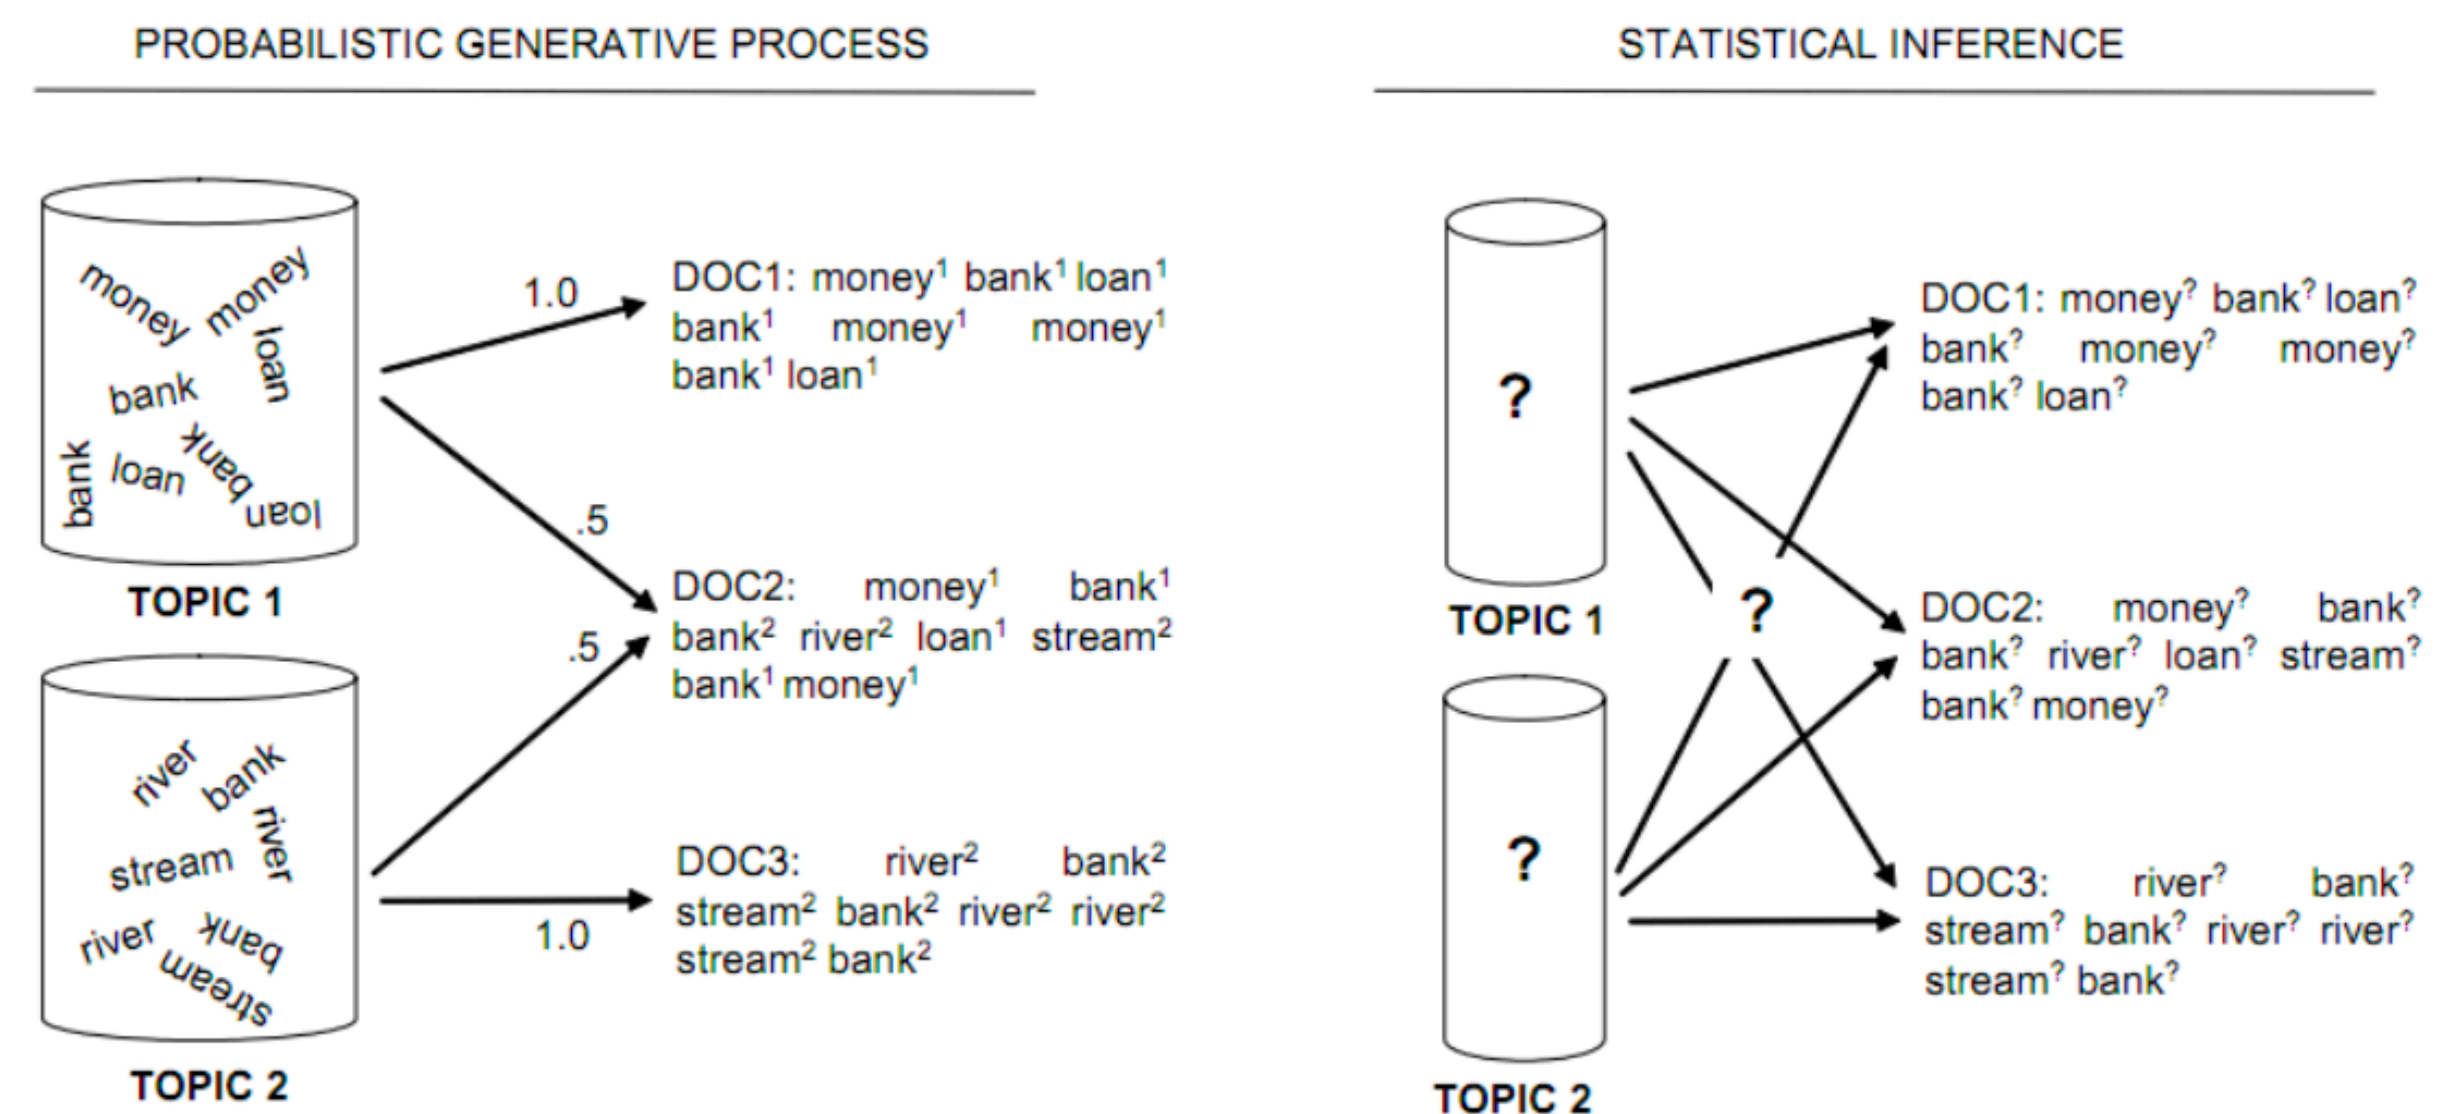 PROBABILISTIC GENERATIVE PROCESS
money
money
loan
bank
bank
loan
bank
loan
TOPIC 1
river
bank
river
stream
river
bank
stream
TOPIC 2
1.0
.5
.5
1.0
DOC1: money¹ bank¹ loan¹
bank¹ money¹ money¹
bank¹ loan¹
DOC2: money¹ bank¹
bank² river² loan¹ stream²
bank¹ money¹
DOC3: river² bank²
stream² bank² river² river²
stream² bank²
STATISTICAL INFERENCE
?
TOPIC 1
?
TOPIC 2
?
DOC1: money? bank? loan?
bank? money? money?
bank? loan?
DOC2: money? bank?
bank? river? loan? stream?
bank? money?
DOC3: river? bank?
stream? bank? river? river?
stream? bank?